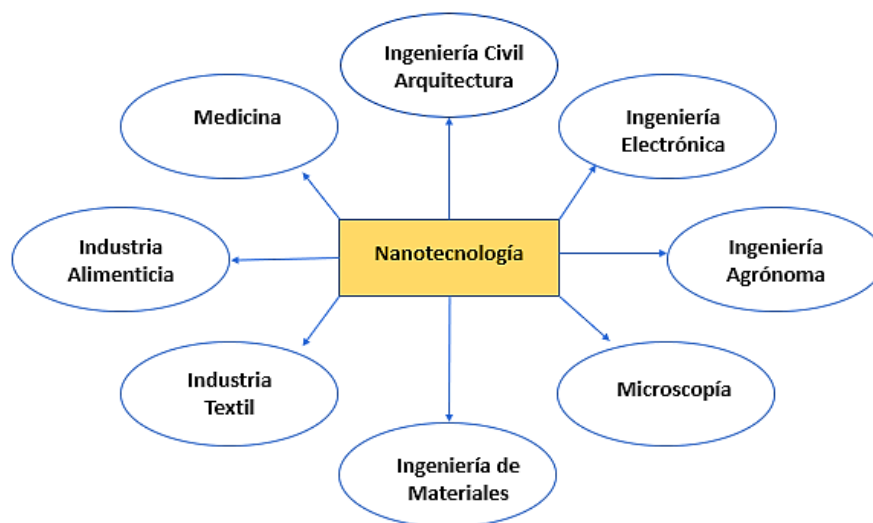 Ingeniería Civil
Arquitectura
Medicina
Ingeniería
Electrónica
Industria
Alimenticia
Nanotecnología
Ingeniería
Agrónoma
Industria
Textil
Microscopía
Ingeniería de
Materiales